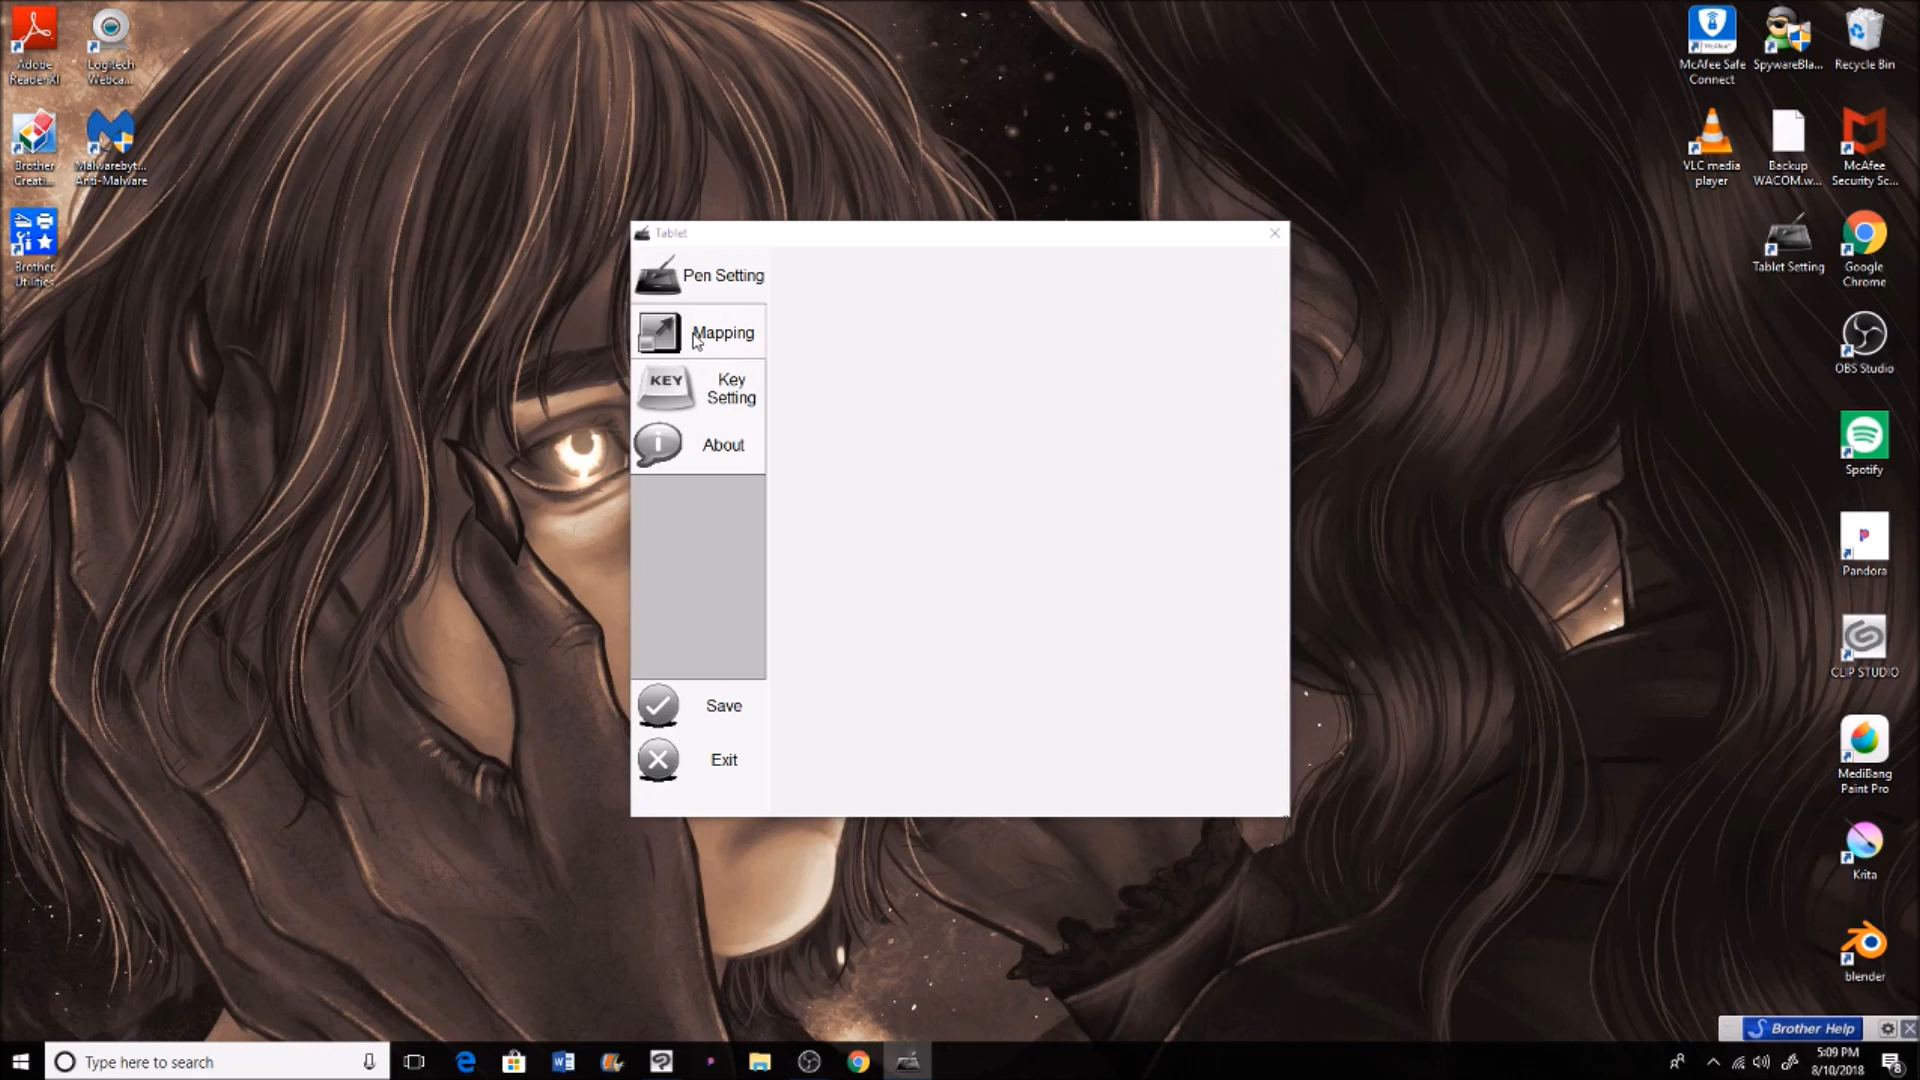 Adobe
Reader XI
Logitech
Webca...
Brother
Creati...
Malwarebyt...
Anti-Malware
Brother
Utilities
McAfee
McAfee Safe
Connect
SpywareBla...
Recycle Bin
VLC media
player
Backup
WACOM.w...
McAfee
Security Sc...
Tablet Setting
Google
Chrome
OBS Studio
Spotify
Pandora
CLIP STUDIO
MediBang
Paint Pro
Krita
blender
Tablet
Pen Setting
Mapping
KEY
Key
Setting
About
Save
Exit
Brother Help
Type here to search
5:09 PM
8/10/2018
8